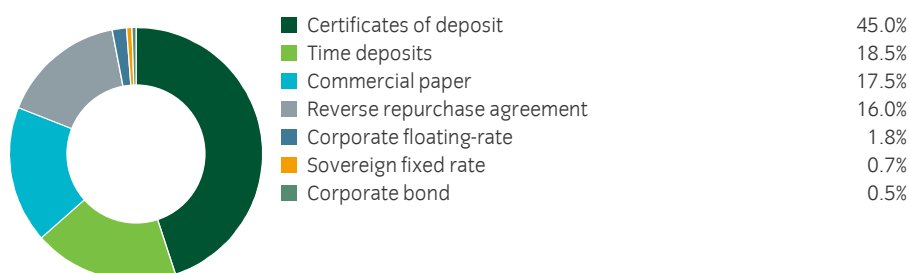 Certificates of deposit 45.0%
Time deposits 18.5%
Commercial paper 17.5%
Reverse repurchase agreement 16.0%
Corporate floating-rate 1.8%
Sovereign fixed rate 0.7%
Corporate bond 0.5%